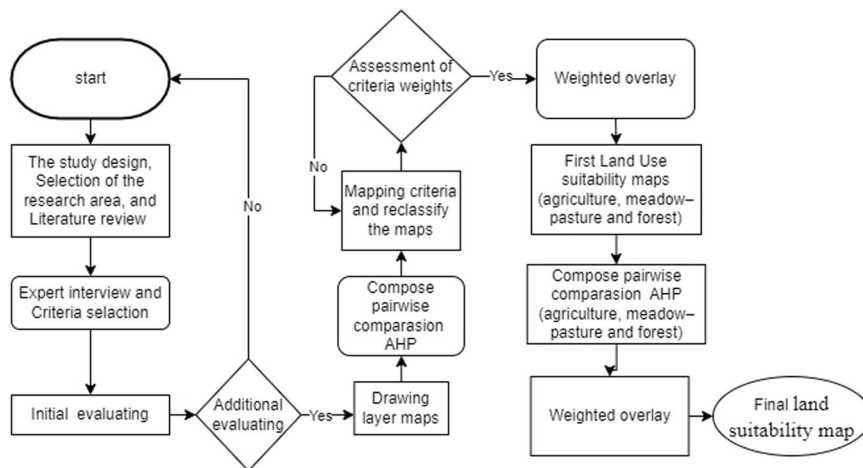 start
The study design,
Selection of the
research area, and
Literature review
Expert interview and
Criteria selaction
Initial evaluating
Additional
evaluating
No
Yes
Drawing
layer maps
Compose
pairwise
comparasion
AHP
Mapping criteria
and reclassify
the maps
No
Assessment of
criteria weights
Yes
Weighted overlay
First Land Use
suitability maps
(agriculture, meadow–
pasture and forest)
Compose pairwise
comparasion AHP
(agriculture, meadow–
pasture and forest)
Weighted overlay
Final land
suitability map